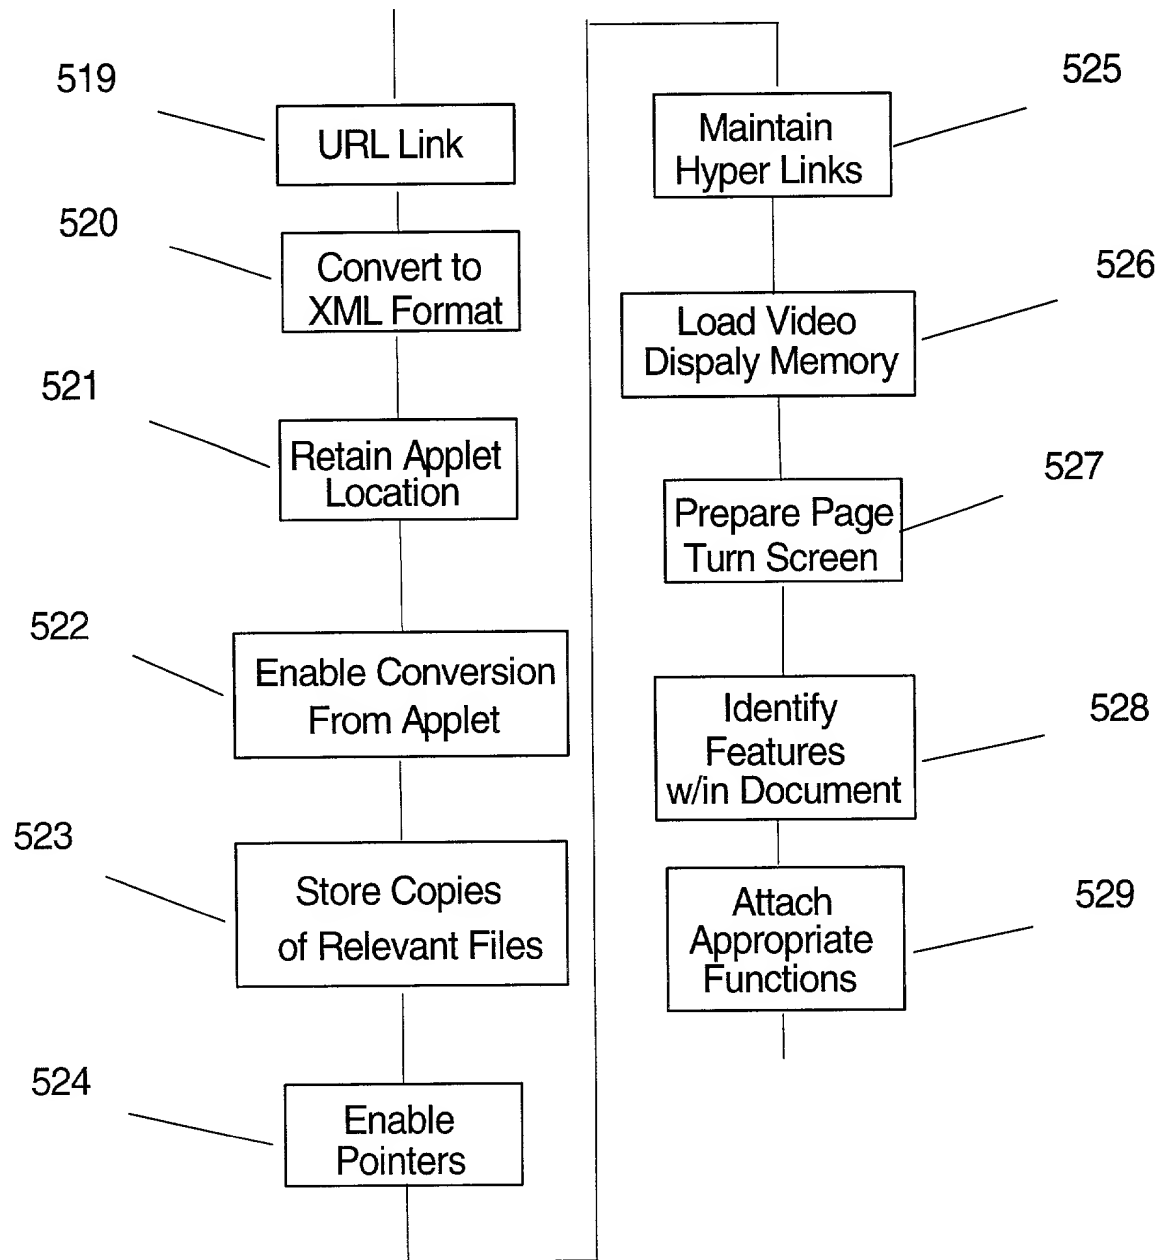 519
URL Link
520
Convert to
XML Format
521
Retain Applet
Location
522
Enable Conversion
From Applet
523
Store Copies
of Relevant Files
524
Enable
Pointers
525
Maintain
Hyper Links
526
Load Video
Dispaly Memory
527
Prepare Page
Turn Screen
528
Identify
Features
w/in Document
529
Attach
Appropriate
Functions